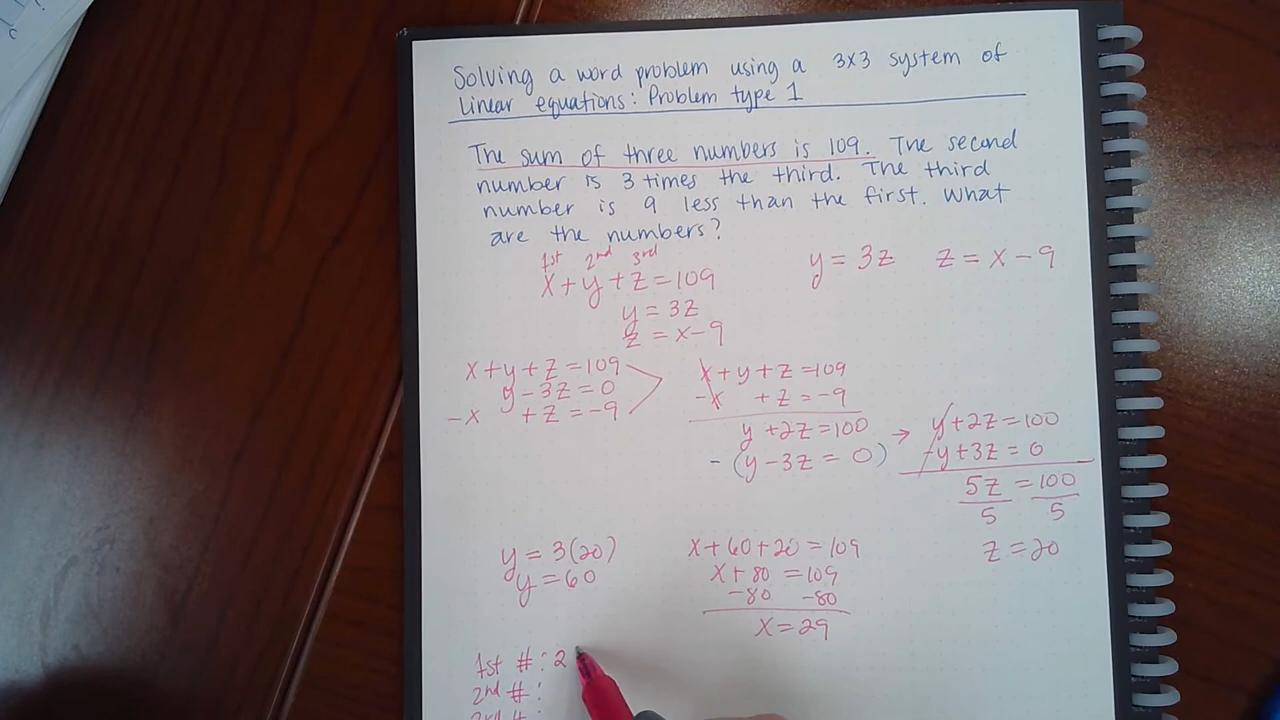 Solving a word problem using a 3x3 system of
linear equations: Problem type 1
The sum of three numbers is 109. The second
number is 3 times the third. The third
number is 9 less than the first. What
are the numbers?
1st 2nd 3rd
x+y+z=109
y=3z
z=x-9
y=3z z=x-9
x+y+z=109
y-3z=0
-x +z=-9
x+y+z=109
-x +z=-9
y+2z=100
-(y-3z=0)
→ y+2z=100
-y+3z=0
5z=100
5 5
z=20
y=3(20)
y=60
x+60+20=109
x+80=109
-80 -80
x=29
1st #: 2
2nd #:
3rd #